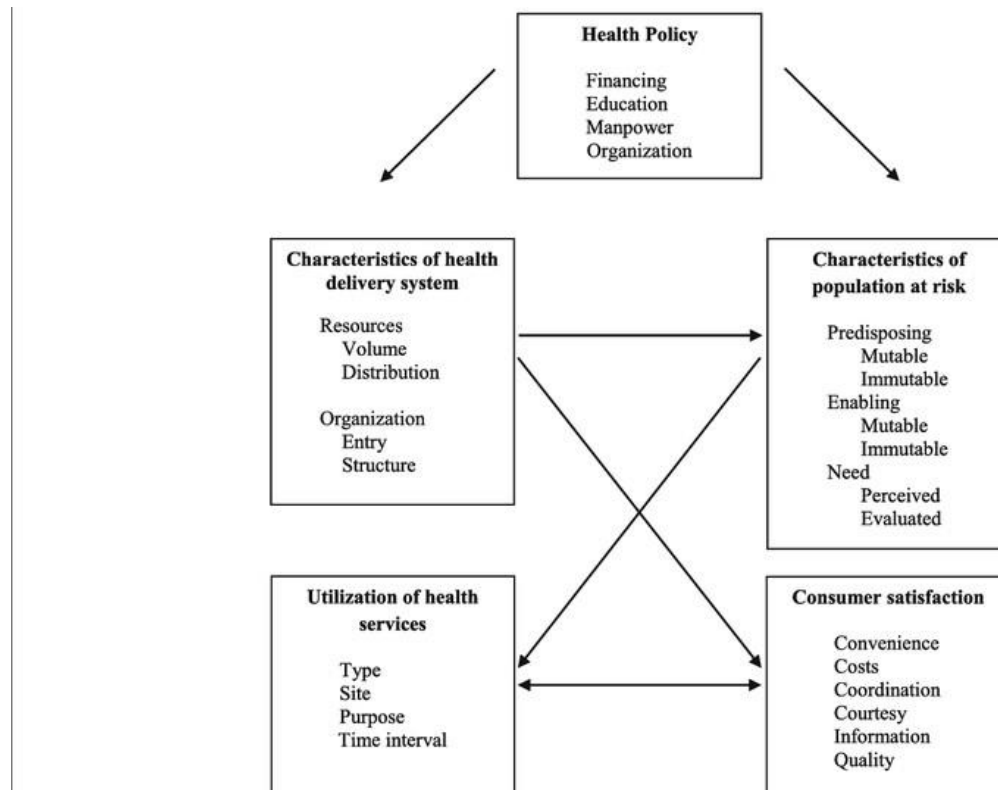 Health Policy
Financing
Education
Manpower
Organization
Characteristics of health
delivery system
Resources
Volume
Distribution
Organization
Entry
Structure
Characteristics of
population at risk
Predisposing
Mutable
Immutable
Enabling
Mutable
Immutable
Need
Perceived
Evaluated
Utilization of health
services
Type
Site
Purpose
Time interval
Consumer satisfaction
Convenience
Costs
Coordination
Courtesy
Information
Quality